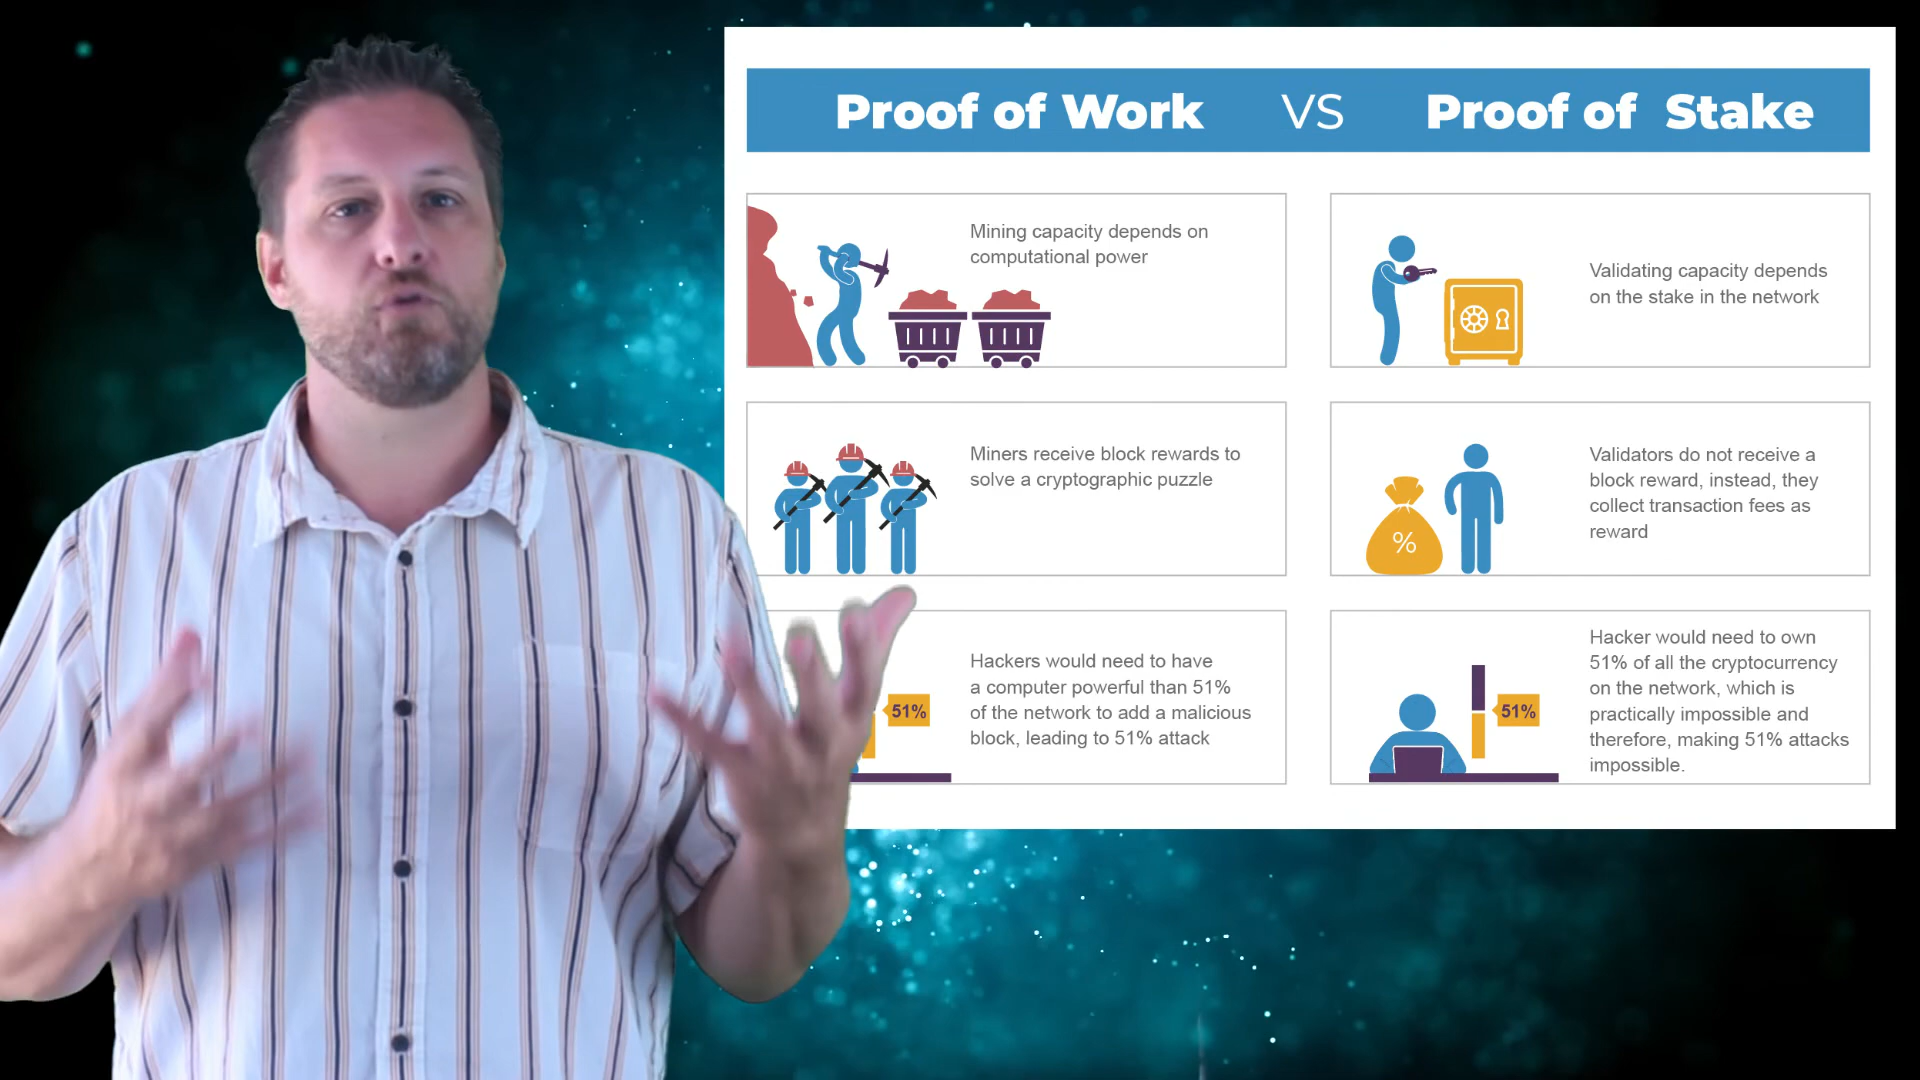 Proof of Work VS Proof of Stake
Mining capacity depends on
computational power
Validating capacity depends
on the stake in the network
Miners receive block rewards to
solve a cryptographic puzzle
Validators do not receive a
block reward, instead, they
collect transaction fees as
reward
%
Hackers would need to have
a computer powerful than 51%
of the network to add a malicious
block, leading to 51% attack
51%
Hacker would need to own
51% of all the cryptocurrency
on the network, which is
practically impossible and
therefore, making 51% attacks
impossible.
51%